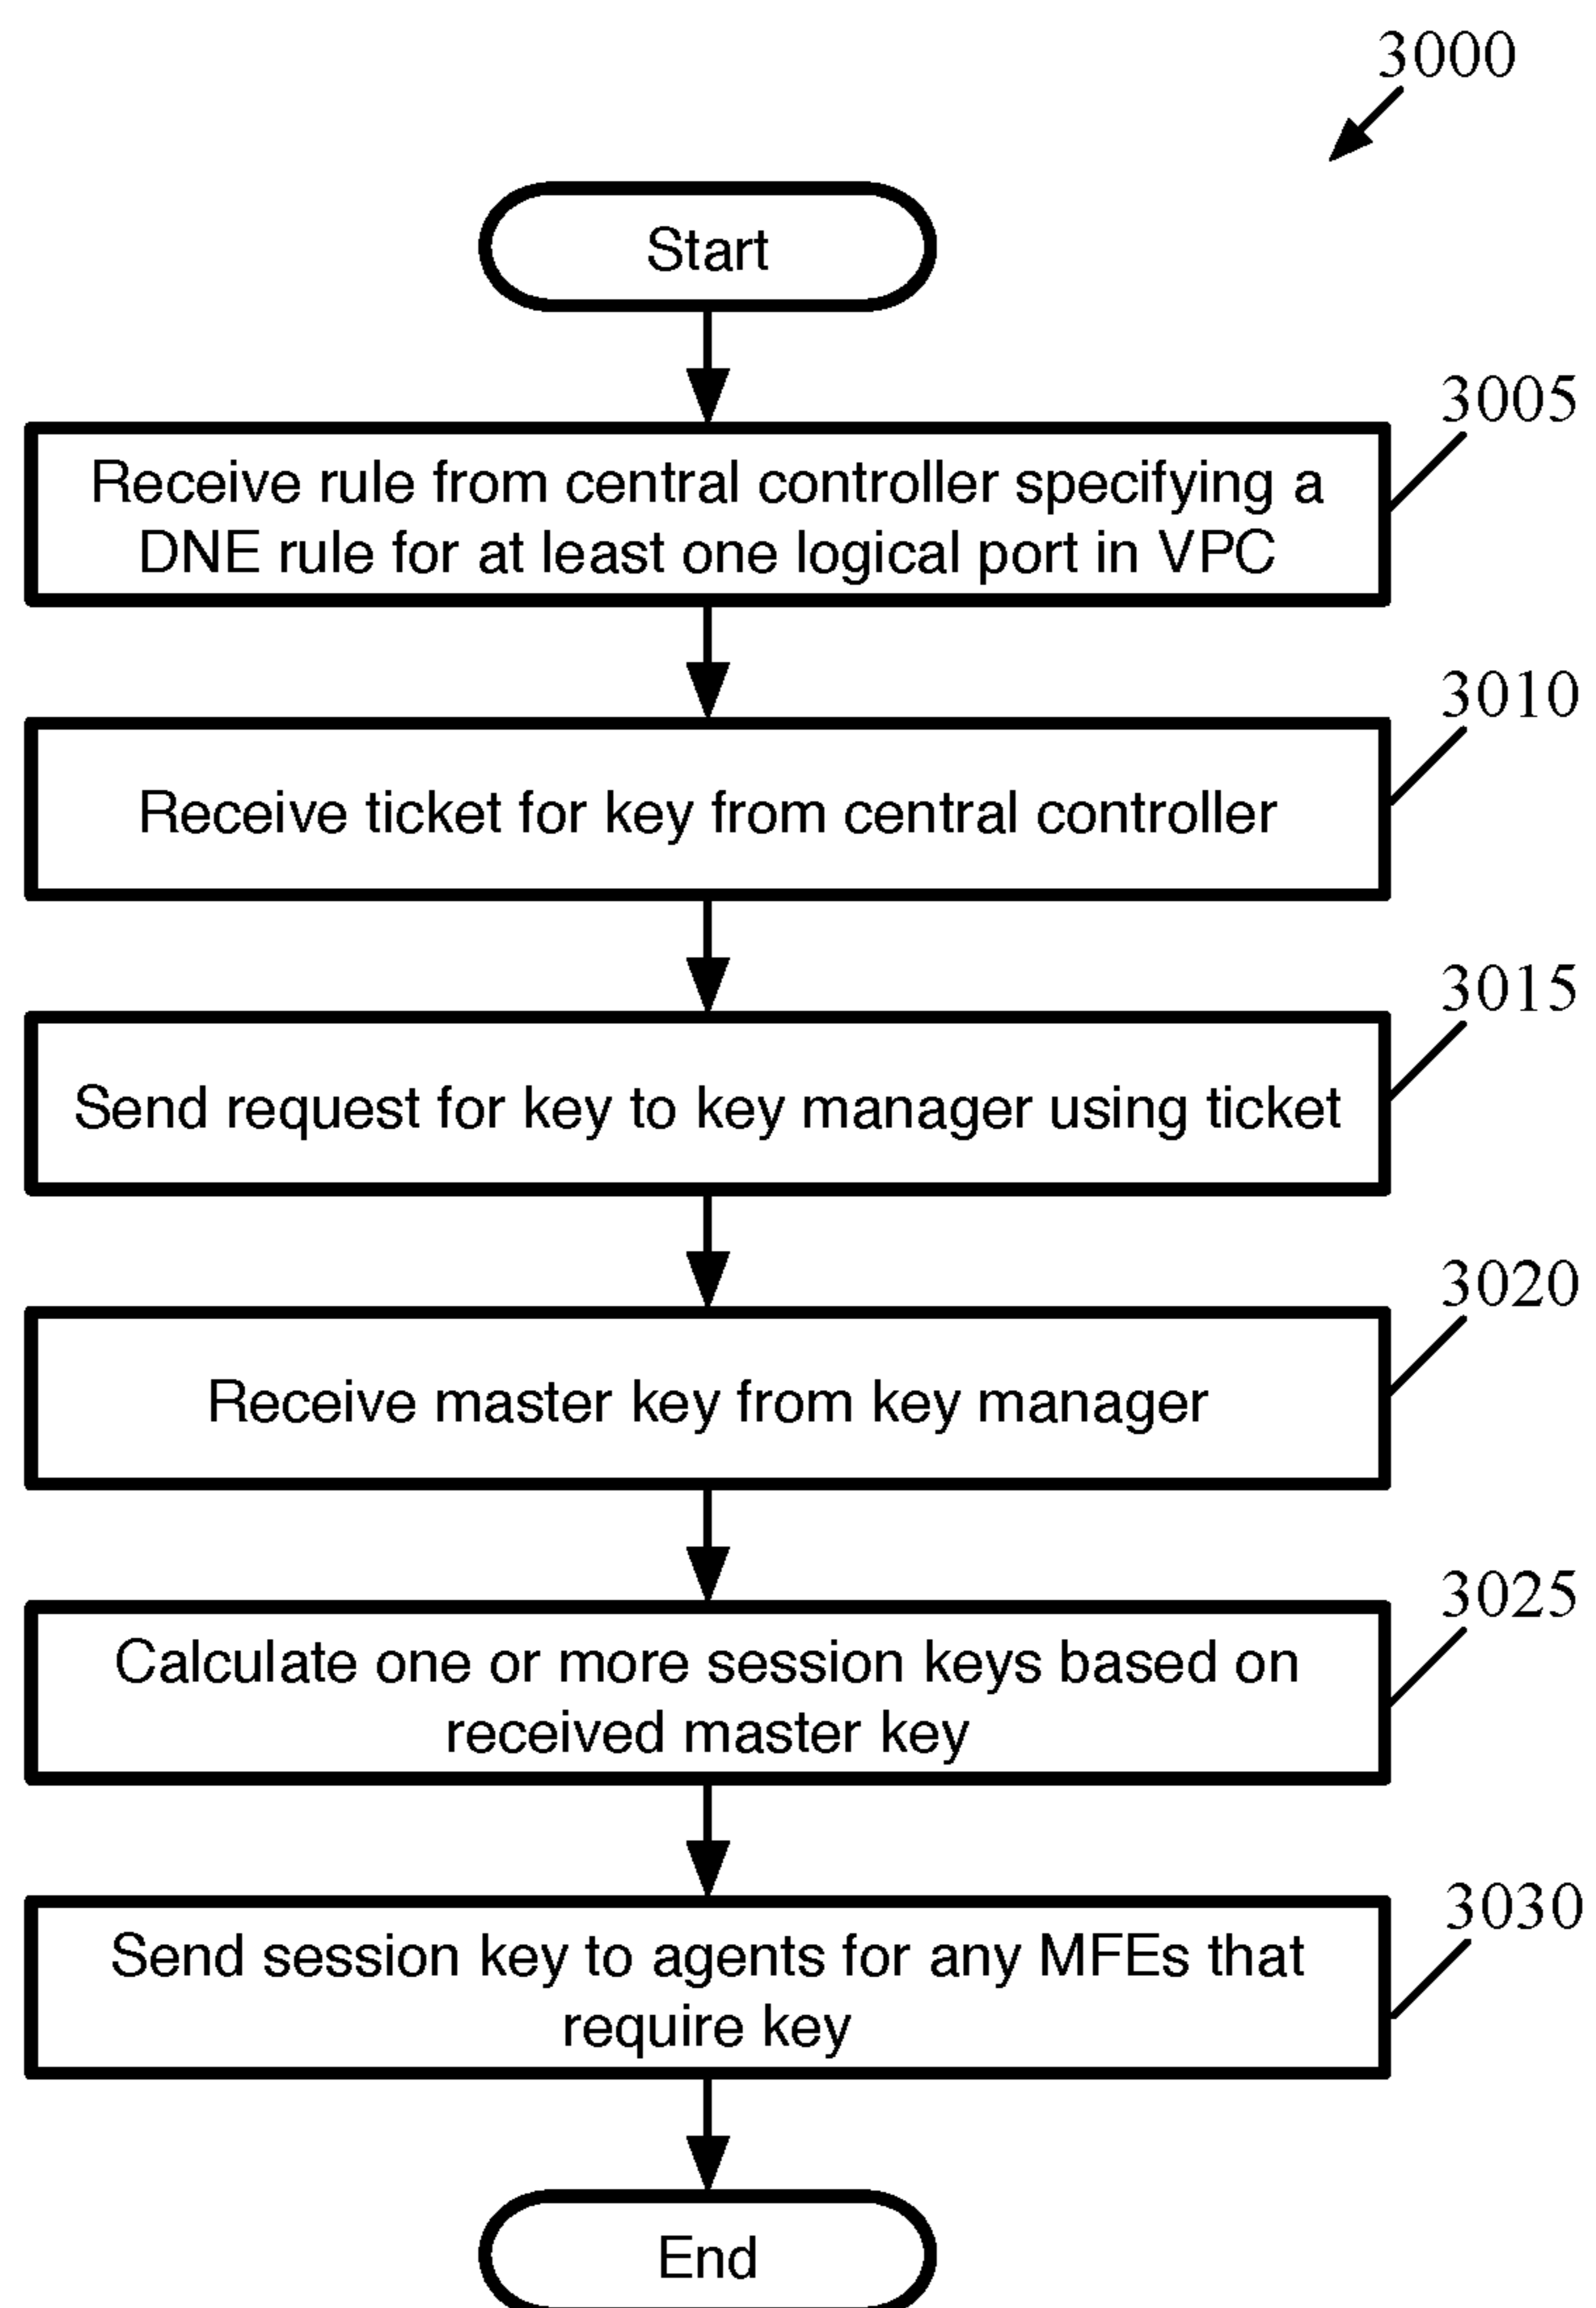 3000
Start
3005
Receive rule from central controller specifying a
DNE rule for at least one logical port in VPC
3010
Receive ticket for key from central controller
3015
Send request for key to key manager using ticket
3020
Receive master key from key manager
3025
Calculate one or more session keys based on
received master key
3030
Send session key to agents for any MFEs that
require key
End